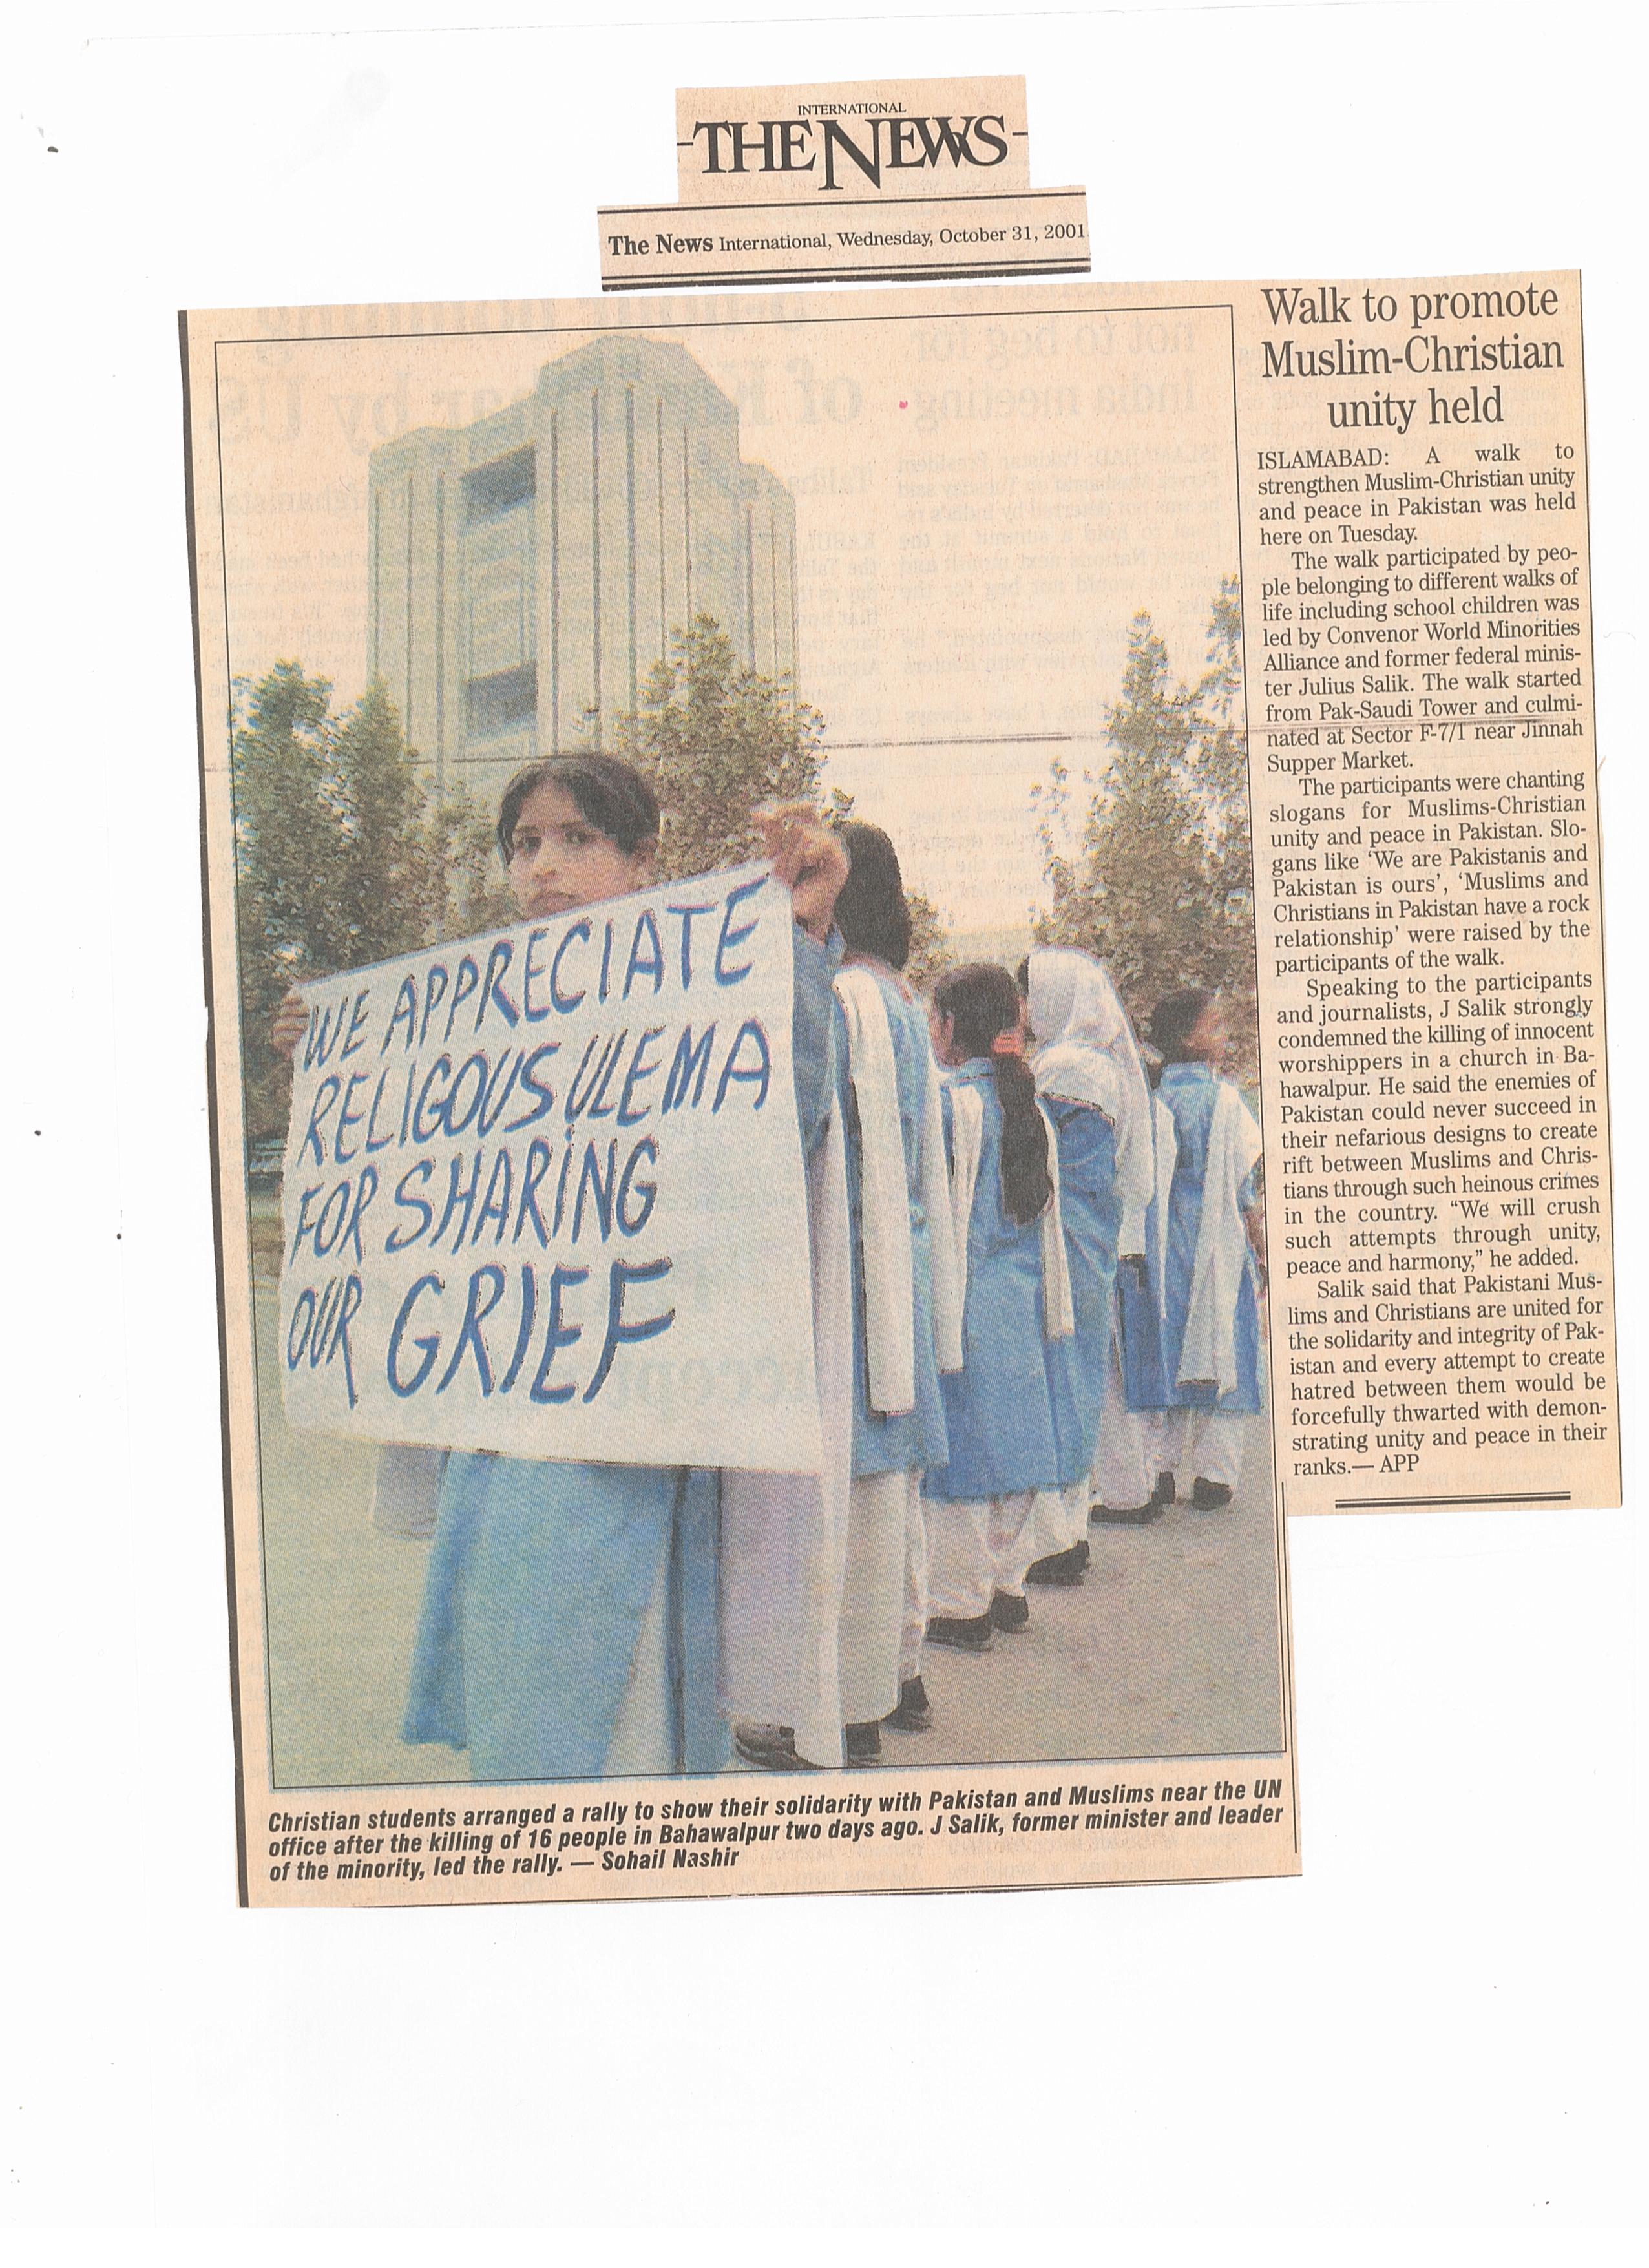 INTERNATIONAL
THE NEWS
The News International, Wednesday, October 31, 2001
WE APPRECIATE
RELIGOUS ULEMA
FOR SHARING
OUR GRIEF
Christian students arranged a rally to show their solidarity with Pakistan and Muslims near the UN
office after the killing of 16 people in Bahawalpur two days ago. J Salik, former minister and leader
of the minority, led the rally. — Sohail Nashir
Walk to promote
Muslim-Christian
unity held
ISLAMABAD: A walk to
strengthen Muslim-Christian unity
and peace in Pakistan was held
here on Tuesday.
The walk participated by peo-
ple belonging to different walks of
life including school children was
led by Convenor World Minorities
Alliance and former federal minis-
ter Julius Salik. The walk started
from Pak-Saudi Tower and culmi-
nated at Sector F-7/1 near Jinnah
Supper Market.
The participants were chanting
slogans for Muslims-Christian
unity and peace in Pakistan. Slo-
gans like ‘We are Pakistanis and
Pakistan is ours’, ‘Muslims and
Christians in Pakistan have a rock
relationship’ were raised by the
participants of the walk.
Speaking to the participants
and journalists, J Salik strongly
condemned the killing of innocent
worshippers in a church in Ba-
hawalpur. He said the enemies of
Pakistan could never succeed in
their nefarious designs to create
rift between Muslims and Chris-
tians through such heinous crimes
in the country. “We will crush
such attempts through unity,
peace and harmony,” he added.
Salik said that Pakistani Mus-
lims and Christians are united for
the solidarity and integrity of Pak-
istan and every attempt to create
hatred between them would be
forcefully thwarted with demon-
strating unity and peace in their
ranks.— APP